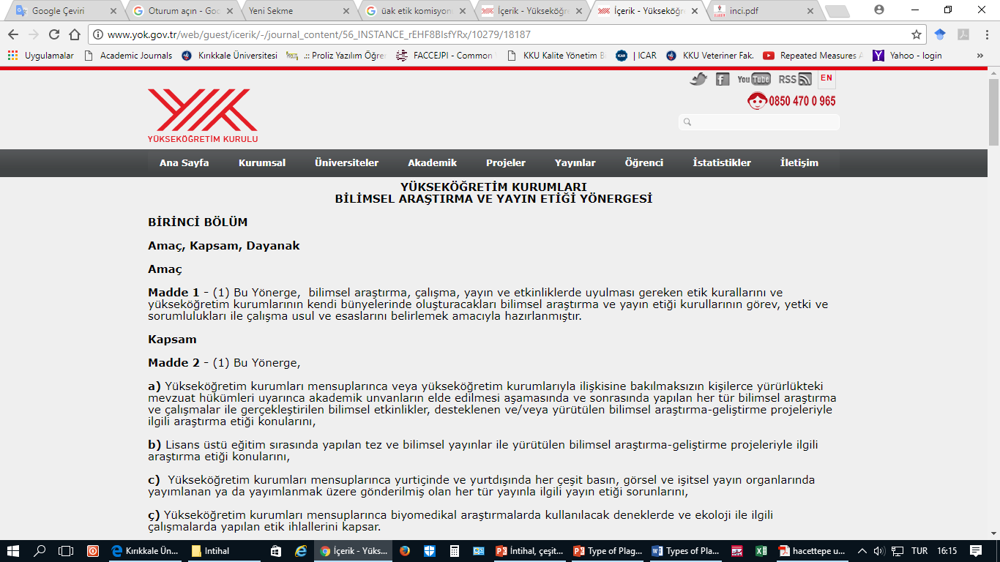 Google Çeviri
Oturum açın - Goo
Yeni Sekme
üak etik komisyonu
İçerik - Yükseköğre
İçerik - Yükseköğre
inci.pdf
www.yok.gov.tr/web/guest/icerik/-/journal_content/56_INSTANCE_rEHF8BIsfYRx/10279/18187
Uygulamalar
Academic Journals
Kırıkkale Üniversitesi
.:: Proliz Yazılım Öğre
FACCEJPI - Common
KKU Kalite Yönetim B
| ICAR
KKU Veteriner Fak.
Repeated Measures A
Yahoo - login
»
You Tube
RSS
EN
0850 470 0 965
YÜKSEKÖĞRETİM KURULU
Ana Sayfa Kurumsal Üniversiteler Akademik Projeler Yayınlar Öğrenci İstatistikler İletişim
YÜKSEKÖĞRETİM KURUMLARI
BİLİMSEL ARAŞTIRMA VE YAYIN ETİĞİ YÖNERGESİ
BİRİNCİ BÖLÜM
Amaç, Kapsam, Dayanak
Amaç
Madde 1 - (1) Bu Yönerge, bilimsel araştırma, çalışma, yayın ve etkinliklerde uyulması gereken etik kurallarını ve
yükseköğretim kurumlarının kendi bünyelerinde oluşturacakları bilimsel araştırma ve yayın etiği kurullarının görev, yetki ve
sorumlulukları ile çalışma usul ve esaslarını belirlemek amacıyla hazırlanmıştır.
Kapsam
Madde 2 - (1) Bu Yönerge,
a) Yükseköğretim kurumları mensuplarınca veya yükseköğretim kurumlarıyla ilişkisine bakılmaksızın kişilerce yürürlükteki
mevzuat hükümleri uyarınca akademik unvanların elde edilmesi aşamasında ve sonrasında yapılan her tür bilimsel araştırma
ve çalışmalar ile gerçekleştirilen bilimsel etkinlikler, desteklenen ve/veya yürütülen bilimsel araştırma-geliştirme projeleriyle
ilgili araştırma etiği konularını,
b) Lisans üstü eğitim sırasında yapılan tez ve bilimsel yayınlar ile yürütülen bilimsel araştırma-geliştirme projeleriyle ilgili
araştırma etiği konularını,
c) Yükseköğretim kurumları mensuplarınca yurtiçinde ve yurtdışında her çeşit basın, görsel ve işitsel yayın organlarında
yayımlanan ya da yayımlanmak üzere gönderilmiş olan her tür yayınla ilgili yayın etiği sorunlarını,
ç) Yükseköğretim kurumları mensuplarınca biyomedikal araştırmalarda kullanılacak deneklerde ve ekoloji ile ilgili
çalışmalarda yapılan etik ihlallerini kapsar.
Kırıkkale Ün...
Intihal
İçerik - Yüks...
İntihal, çeşit...
Type of Plag...
Types of Pla...
hacettepe u...
TUR
16:15